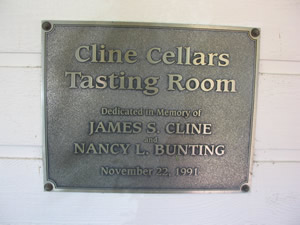 Cline Cellars
Tasting Room
Dedicated in Memory of
JAMES S. CLINE
and
NANCY L. BUNTING
November 22, 1991